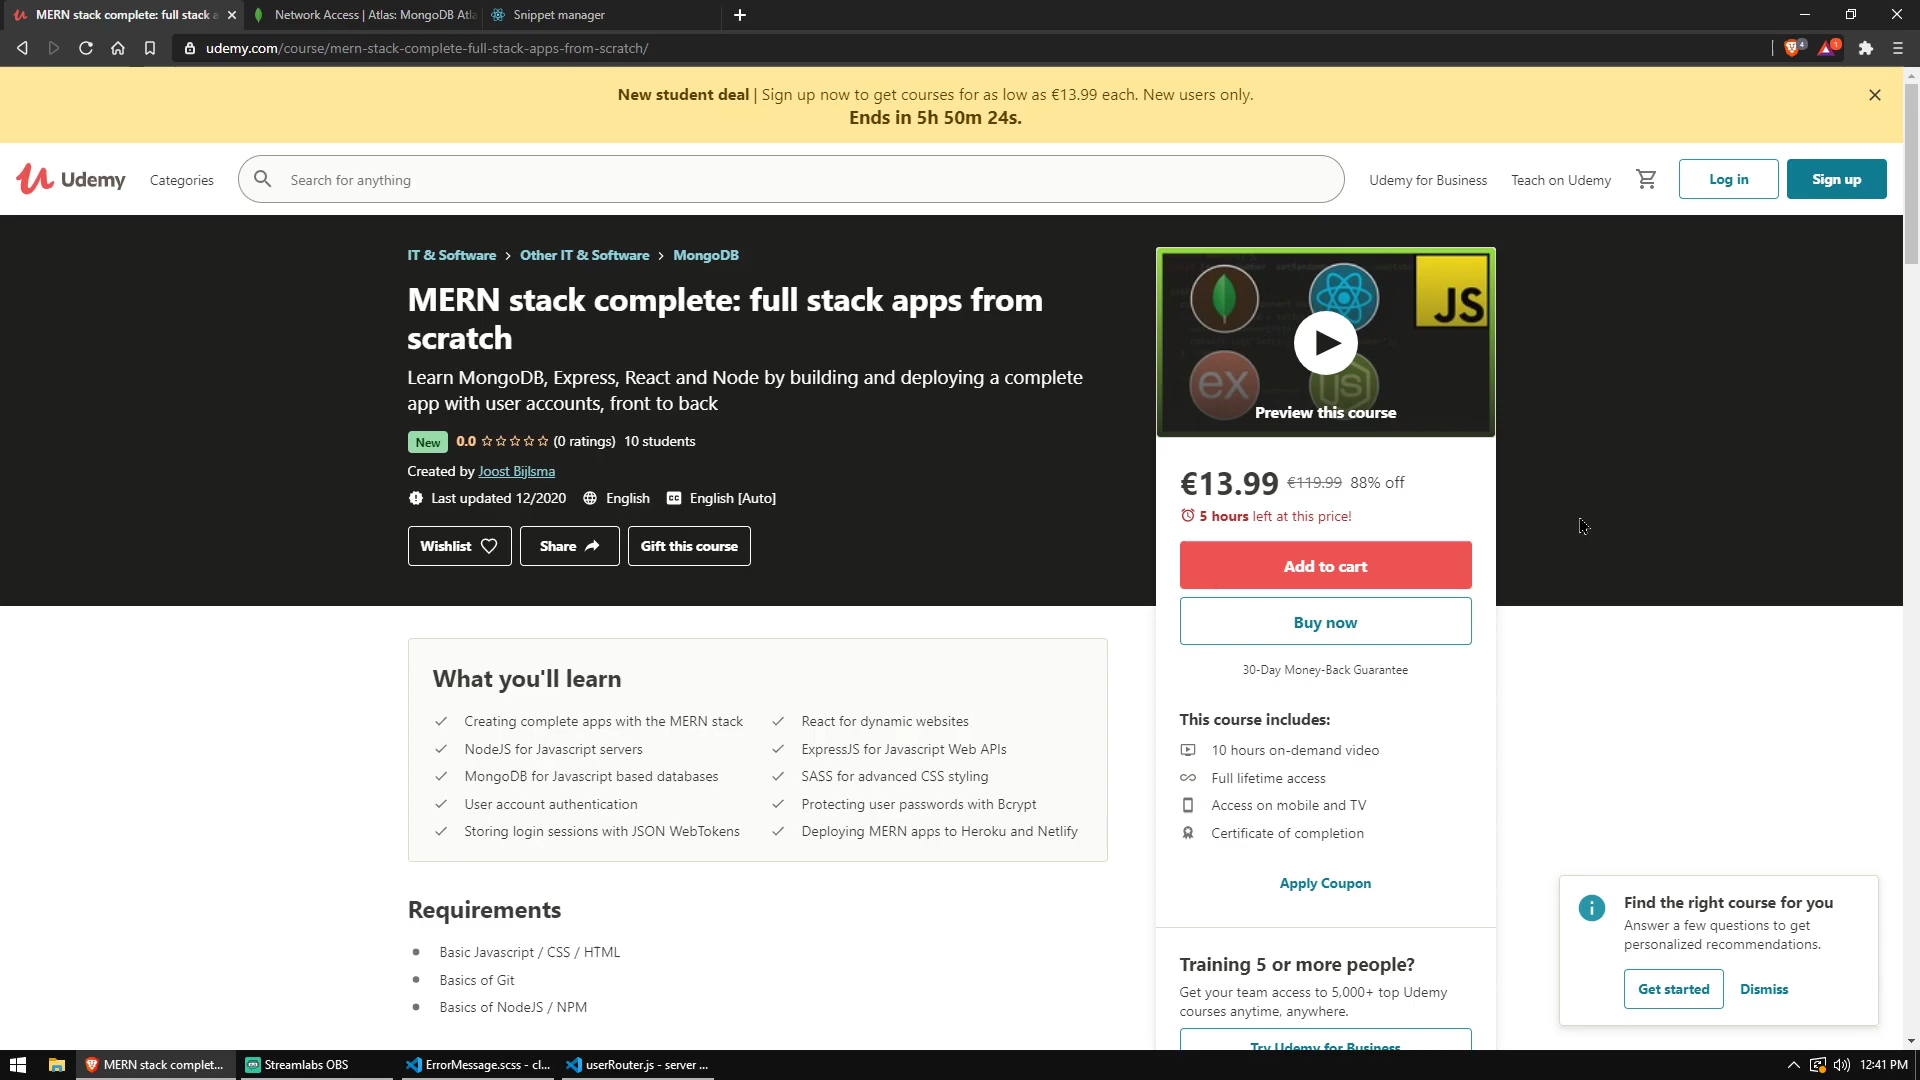 MERN stack complete: full stack a
Network Access | Atlas: MongoDB Atla
Snippet manager
udemy.com/course/mern-stack-complete-full-stack-apps-from-scratch/
4
1
New student deal | Sign up now to get courses for as low as €13.99 each. New users only.
Ends in 5h 50m 24s.
Udemy
Categories
Search for anything
Udemy for Business
Teach on Udemy
Log in
Sign up
IT & Software > Other IT & Software > MongoDB
MERN stack complete: full stack apps from
scratch
Learn MongoDB, Express, React and Node by building and deploying a complete
app with user accounts, front to back
New 0.0 (0 ratings) 10 students
Created by Joost Bijlsma
Last updated 12/2020 English CC English [Auto]
Wishlist
Share
Gift this course
JS
ex
JS
Preview this course
€13.99 €119.99 88% off
5 hours left at this price!
Add to cart
Buy now
30-Day Money-Back Guarantee
This course includes:
10 hours on-demand video
Full lifetime access
Access on mobile and TV
Certificate of completion
Apply Coupon
Training 5 or more people?
Get your team access to 5,000+ top Udemy
courses anytime, anywhere.
Try Udemy for Business
What you'll learn
Creating complete apps with the MERN stack
NodeJS for Javascript servers
MongoDB for Javascript based databases
User account authentication
Storing login sessions with JSON WebTokens
React for dynamic websites
ExpressJS for Javascript Web APIs
SASS for advanced CSS styling
Protecting user passwords with Bcrypt
Deploying MERN apps to Heroku and Netlify
Requirements
Basic Javascript / CSS / HTML
Basics of Git
Basics of NodeJS / NPM
Find the right course for you
Answer a few questions to get
personalized recommendations.
Get started
Dismiss
MERN stack complet...
Streamlabs OBS
ErrorMessage.scss - cl...
userRouter.js - server ...
12:41 PM